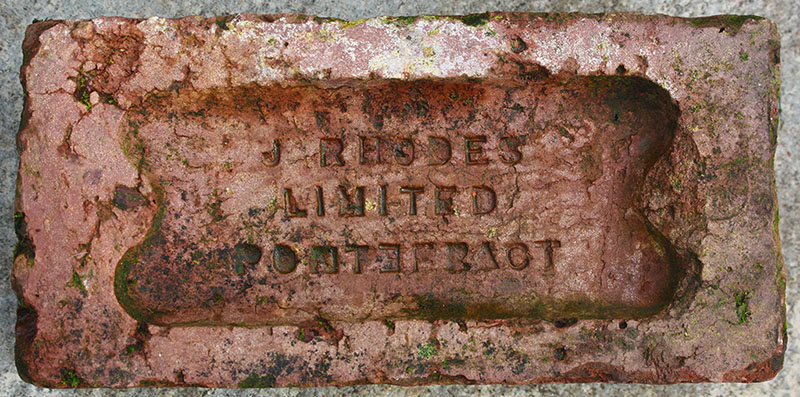 J RHODES
LIMITED
PONTEFRACT